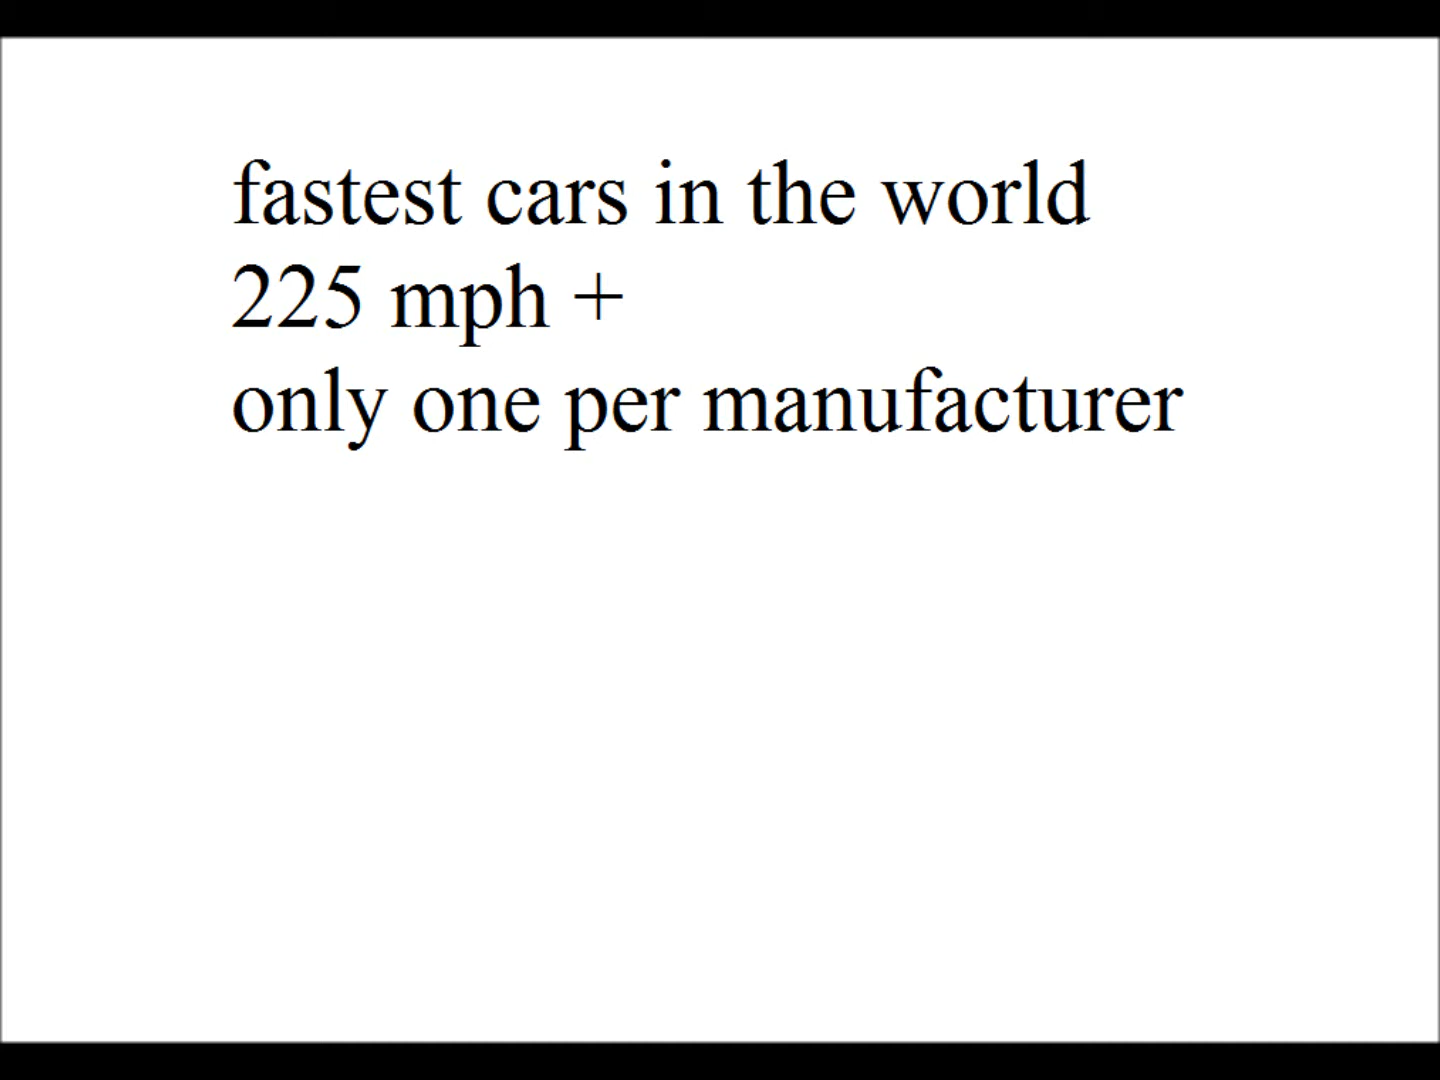 fastest cars in the world
225 mph +
only one per manufacturer